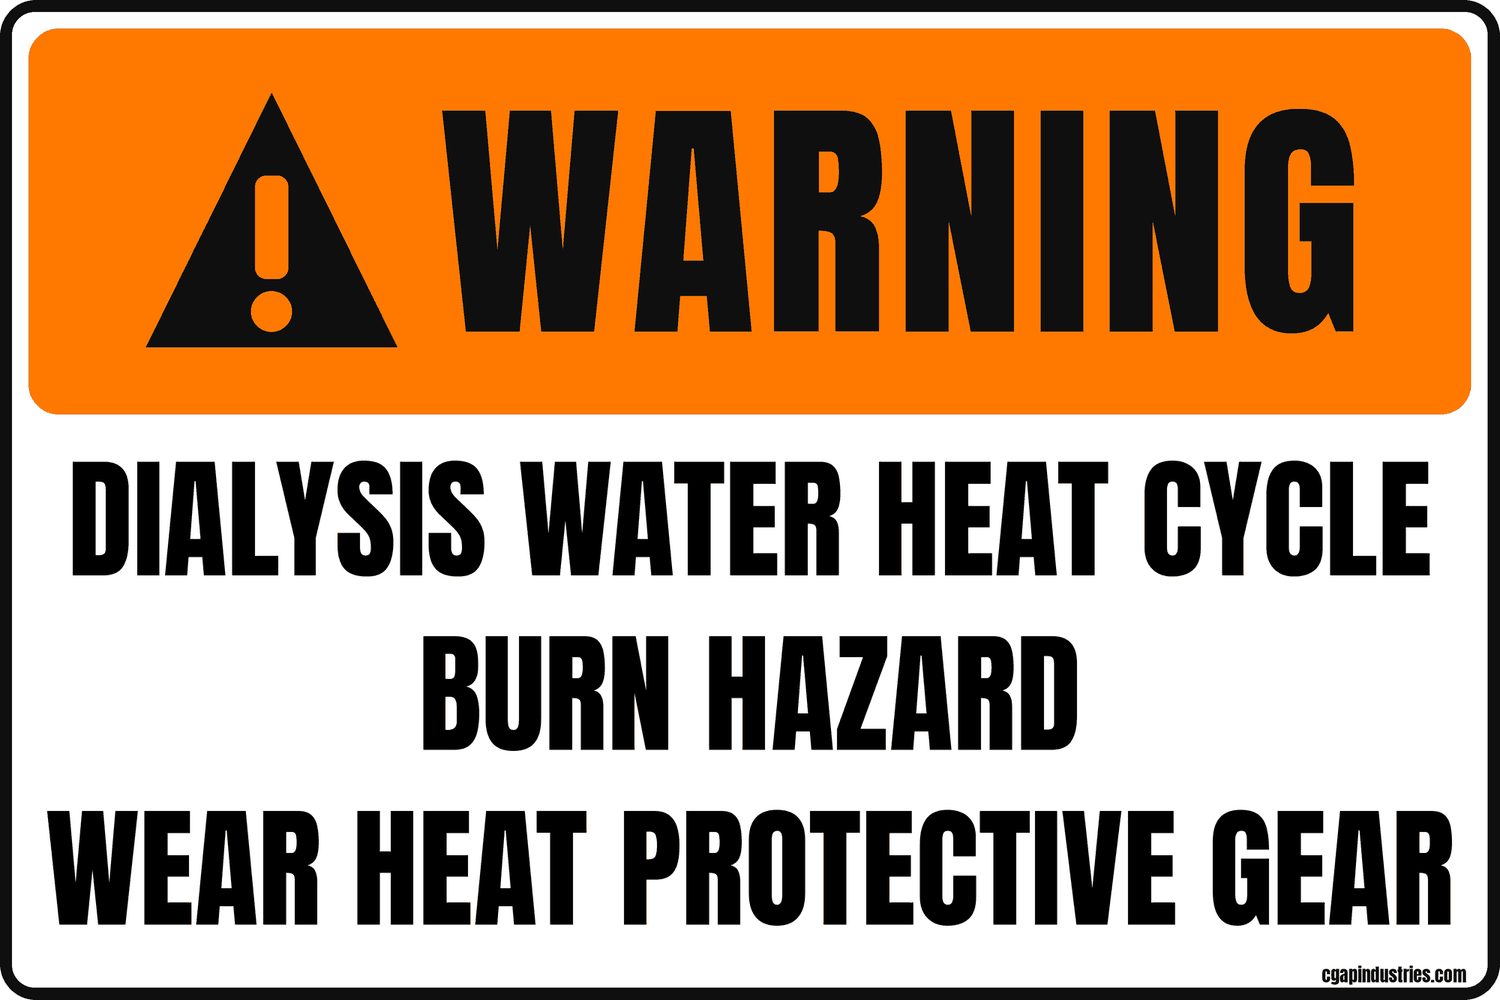 WARNING
DIALYSIS WATER HEAT CYCLE
BURN HAZARD
WEAR HEAT PROTECTIVE GEAR
cgapindustries.com